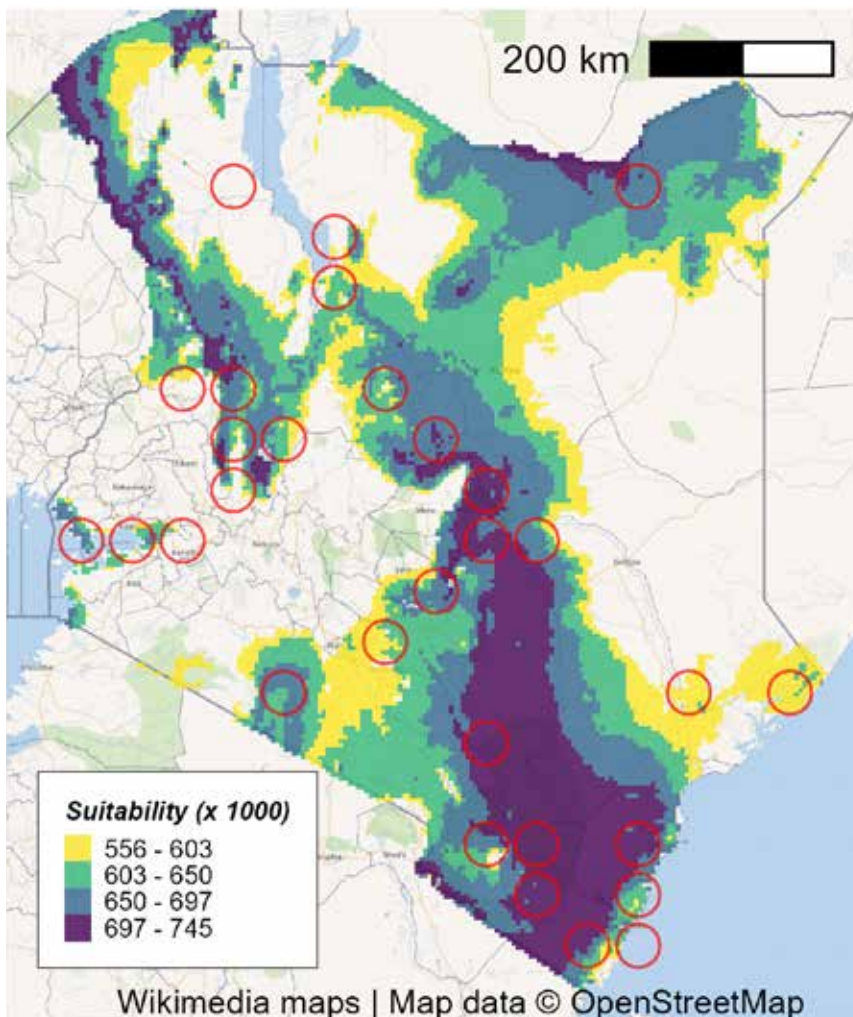 200 km
Suitability (x 1000)
556 - 603
603 - 650
650 - 697
697 - 745
Wikimedia maps | Map data © OpenStreetMap